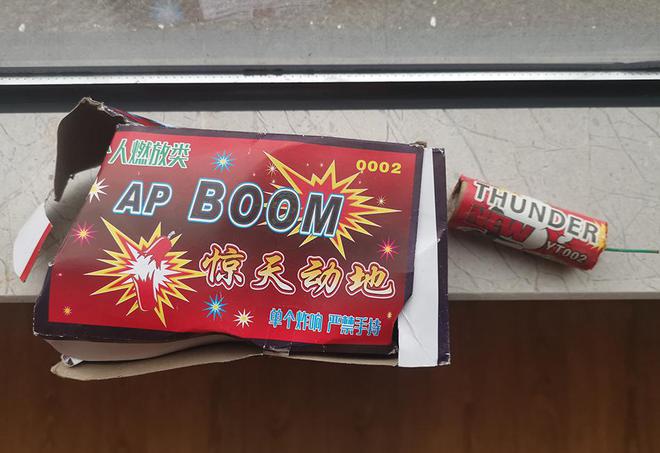 人燃放类
0002
AP BOOM
惊天动地
单个炸响 严禁手持
THUNDER
NEW
YT002